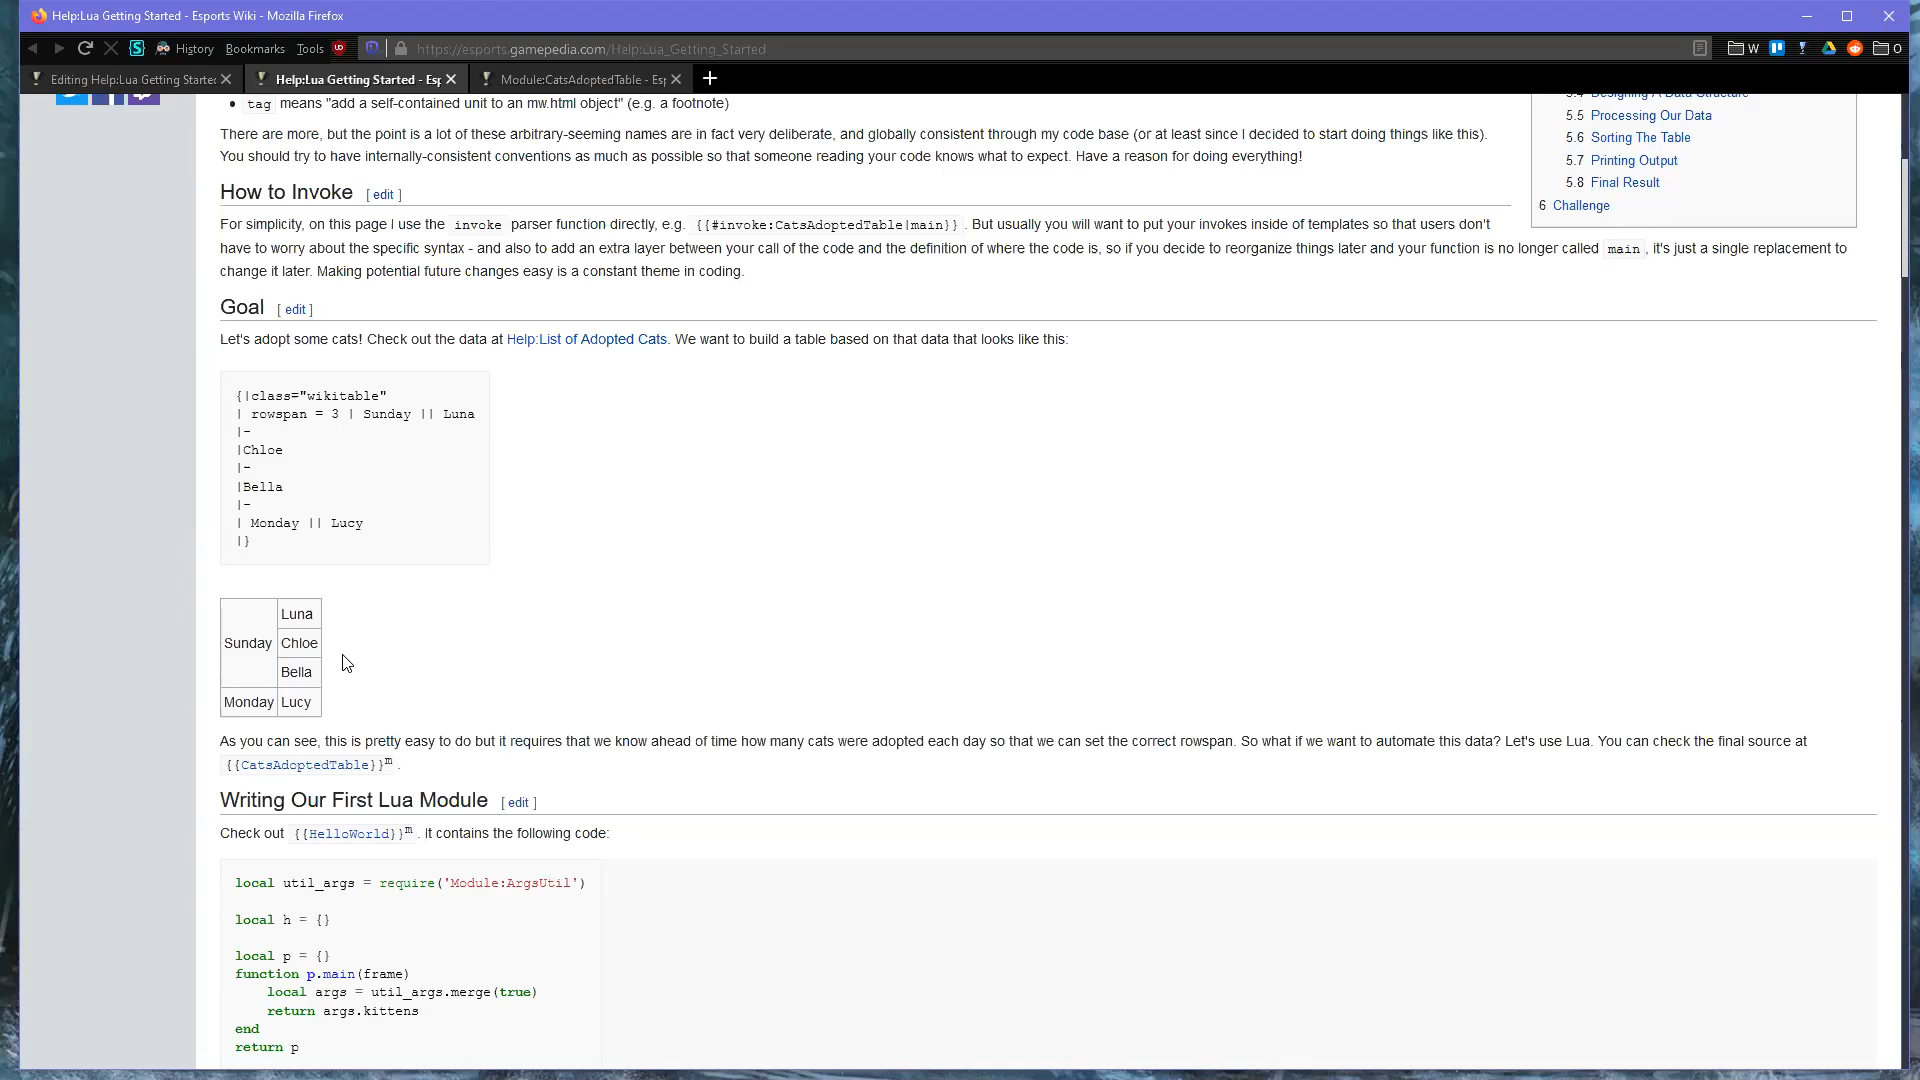 Help:Lua Getting Started - Esports Wiki - Mozilla Firefox
History Bookmarks Tools https://esports.gamepedia.com/Help:Lua_Getting_Started W O
Editing Help:Lua Getting Starte Help:Lua Getting Started - Esp Module:CatsAdoptedTable - Esp
tag means "add a self-contained unit to an mw.html object" (e.g. a footnote)
5.4 Designing A Data Structure
5.5 Processing Our Data
5.6 Sorting The Table
5.7 Printing Output
5.8 Final Result
6 Challenge
There are more, but the point is a lot of these arbitrary-seeming names are in fact very deliberate, and globally consistent through my code base (or at least since I decided to start doing things like this).
You should try to have internally-consistent conventions as much as possible so that someone reading your code knows what to expect. Have a reason for doing everything!
How to Invoke [ edit ]
For simplicity, on this page I use the invoke parser function directly, e.g. {{#invoke:CatsAdoptedTable|main}} . But usually you will want to put your invokes inside of templates so that users don't
have to worry about the specific syntax - and also to add an extra layer between your call of the code and the definition of where the code is, so if you decide to reorganize things later and your function is no longer called main , it's just a single replacement to
change it later. Making potential future changes easy is a constant theme in coding.
Goal [ edit ]
Let's adopt some cats! Check out the data at Help:List of Adopted Cats. We want to build a table based on that data that looks like this:
{|class="wikitable"
| rowspan = 3 | Sunday || Luna
|-
|Chloe
|-
|Bella
|-
| Monday || Lucy
|}
Luna
Sunday Chloe
Bella
Monday Lucy
As you can see, this is pretty easy to do but it requires that we know ahead of time how many cats were adopted each day so that we can set the correct rowspan. So what if we want to automate this data? Let's use Lua. You can check the final source at
{{CatsAdoptedTable}}m .
Writing Our First Lua Module [ edit ]
Check out {{HelloWorld}}m . It contains the following code:
local util_args = require('Module:ArgsUtil')
local h = {}
local p = {}
function p.main(frame)
local args = util_args.merge(true)
return args.kittens
end
return p